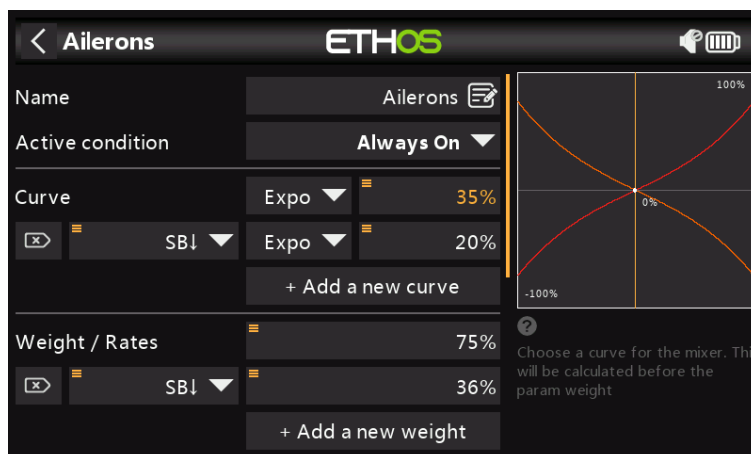 Ailerons
ETHOS
Name
Ailerons
Active condition
Always On
Curve
Expo
35%
SB↓
Expo
20%
+ Add a new curve
Weight / Rates
75%
SB↓
36%
+ Add a new weight
100%
0%
-100%
?
Choose a curve for the mixer. Thi
will be calculated before the
param weight